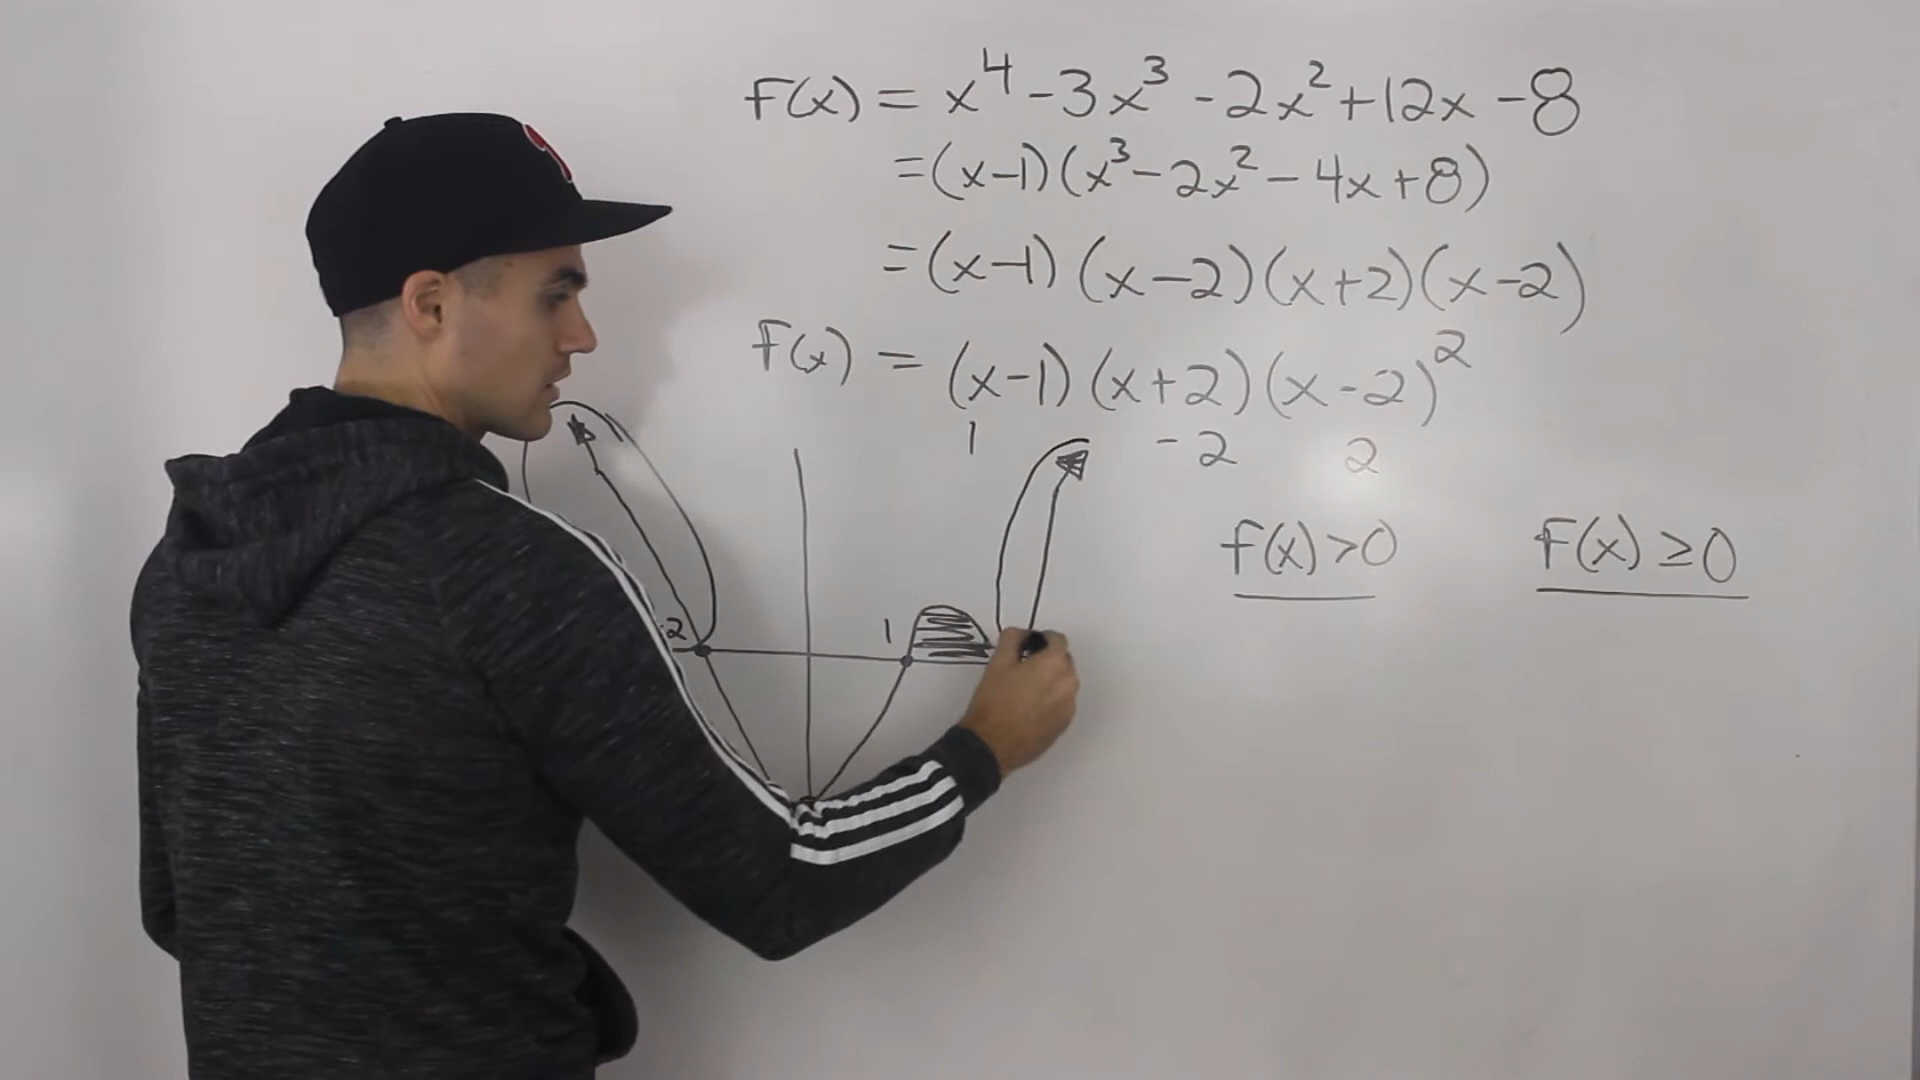 f(x) = x⁴ - 3x³ - 2x² + 12x - 8
= (x-1)(x³ - 2x² - 4x + 8)
= (x-1)(x-2)(x+2)(x-2)
f(x) = (x-1)(x+2)(x-2)²
1 -2 2
f(x) > 0 f(x) ≥ 0
-2 1